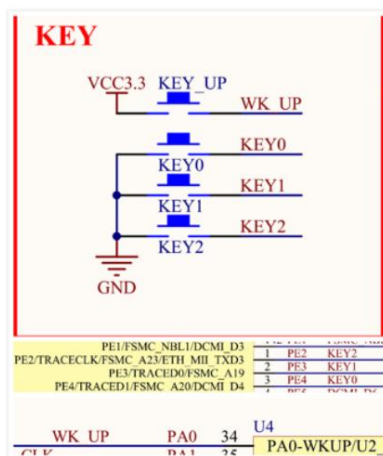 KEY
VCC3.3 KEY_UP
WK_UP
KEY0
KEY0
KEY1
KEY1
KEY2
KEY2
GND
PE1/FSMC_NBL1/DCMI_D3
PE2/TRACECLK/FSMC_A23/ETH_MII_TXD3 1 PE2 KEY2
PE3/TRACED0/FSMC_A19 2 PE3 KEY1
PE4/TRACED1/FSMC_A20/DCMI_D4 3 PE4 KEY0
U4
WK_UP PA0 34 PA0-WKUP/U2_